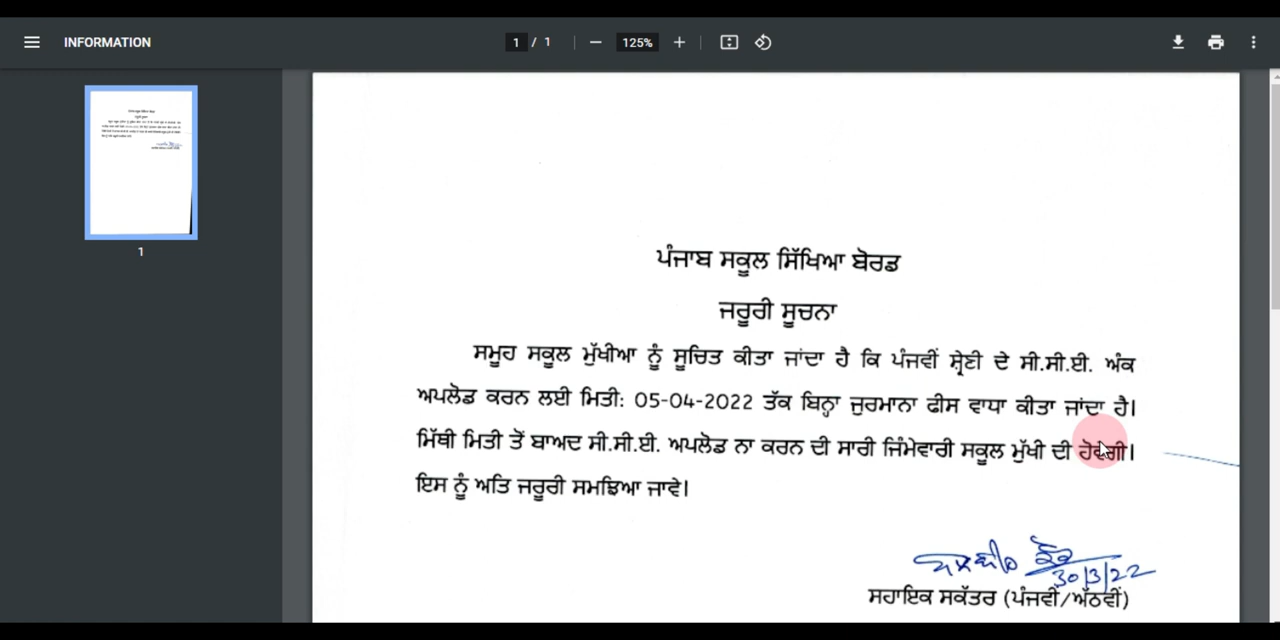 INFORMATION
1 / 1
125%
1
ਪੰਜਾਬ ਸਕੂਲ ਸਿੱਖਿਆ ਬੋਰਡ
ਜਰੂਰੀ ਸੂਚਨਾ
ਸਮੂਹ ਸਕੂਲ ਮੁੱਖੀਆ ਨੂੰ ਸੂਚਿਤ ਕੀਤਾ ਜਾਂਦਾ ਹੈ ਕਿ ਪੰਜਵੀਂ ਸ਼੍ਰੇਣੀ ਦੇ ਸੀ.ਸੀ.ਈ. ਅੰਕ
ਅਪਲੋਡ ਕਰਨ ਲਈ ਮਿਤੀ: 05-04-2022 ਤੱਕ ਬਿਨ੍ਹਾ ਜੁਰਮਾਨਾ ਫੀਸ ਵਾਧਾ ਕੀਤਾ ਜਾਂਦਾ ਹੈ।
ਮਿੱਥੀ ਮਿਤੀ ਤੋਂ ਬਾਅਦ ਸੀ.ਸੀ.ਈ. ਅਪਲੋਡ ਨਾ ਕਰਨ ਦੀ ਸਾਰੀ ਜਿੰਮੇਵਾਰੀ ਸਕੂਲ ਮੁੱਖੀ ਦੀ ਹੋਵੇਗੀ।
ਇਸ ਨੂੰ ਅਤਿ ਜਰੂਰੀ ਸਮਝਿਆ ਜਾਵੇ।
30/3/22
ਸਹਾਇਕ ਸਕੱਤਰ (ਪੰਜਵੀਂ/ਅੱਠਵੀਂ)